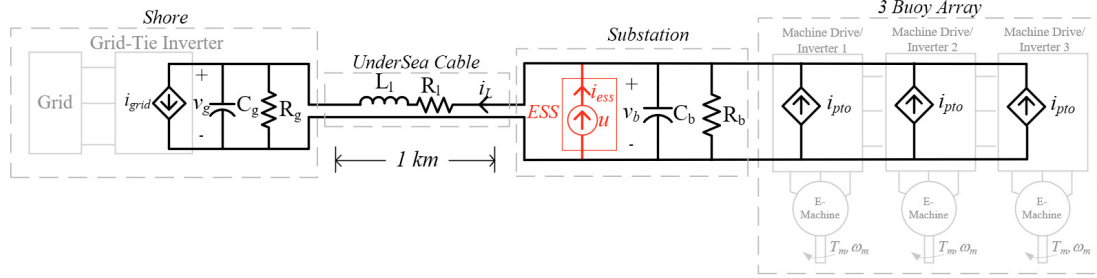 Shore
Grid-Tie Inverter
Grid
i_grid
+
v_g
-
C_g
R_g
UnderSea Cable
L_l
R_l
i_L
1 km
Substation
ESS
i_ess
u
+
v_b
-
C_b
R_b
3 Buoy Array
Machine Drive/
Inverter 1
Machine Drive/
Inverter 2
Machine Drive/
Inverter 3
i_pto
i_pto
i_pto
E-
Machine
E-
Machine
E-
Machine
T_m, ω_m
T_m, ω_m
T_m, ω_m